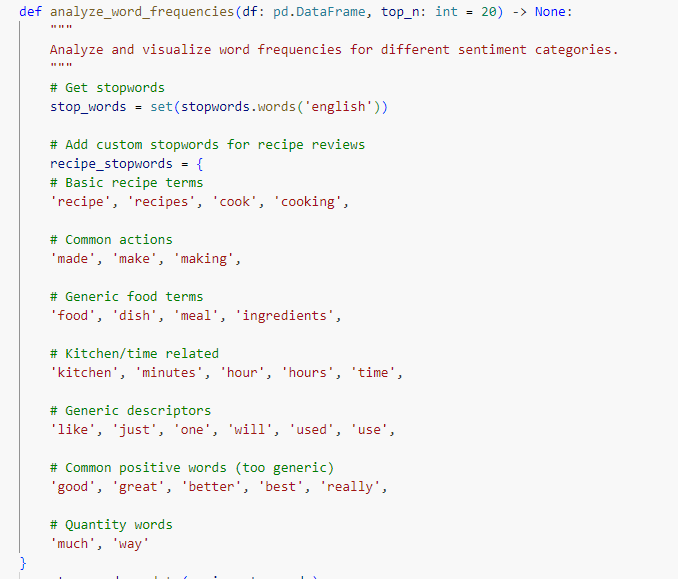 def analyze_word_frequencies(df: pd.DataFrame, top_n: int = 20) -> None:
"""
Analyze and visualize word frequencies for different sentiment categories.
"""
# Get stopwords
stop_words = set(stopwords.words('english'))
# Add custom stopwords for recipe reviews
recipe_stopwords = {
# Basic recipe terms
'recipe', 'recipes', 'cook', 'cooking',
# Common actions
'made', 'make', 'making',
# Generic food terms
'food', 'dish', 'meal', 'ingredients',
# Kitchen/time related
'kitchen', 'minutes', 'hour', 'hours', 'time',
# Generic descriptors
'like', 'just', 'one', 'will', 'used', 'use',
# Common positive words (too generic)
'good', 'great', 'better', 'best', 'really',
# Quantity words
'much', 'way'
}